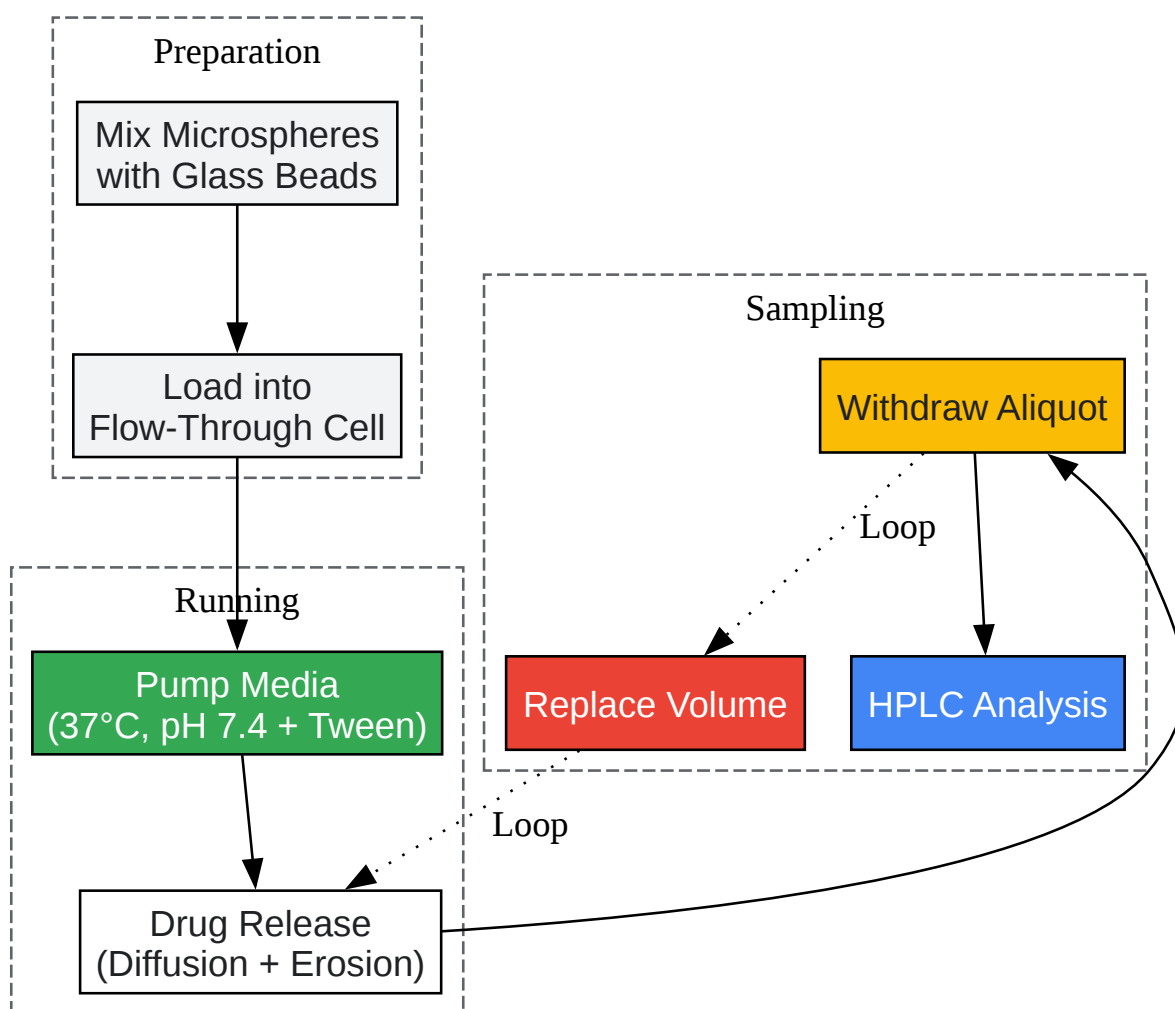 Preparation
Mix Microspheres
with Glass Beads
Load into
Flow-Through Cell
Running
Pump Media
(37°C, pH 7.4 + Tween)
Drug Release
(Diffusion + Erosion)
Sampling
Withdraw Aliquot
Loop
Replace Volume
HPLC Analysis
Loop